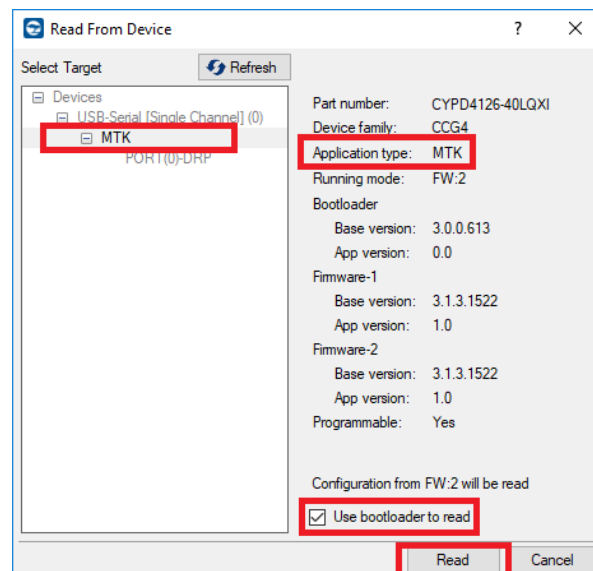 Read From Device
?
Select Target
Refresh
Devices
USB-Serial [Single Channel] (0)
MTK
PORT(0)-DRP
Part number: CYPD4126-40LQXI
Device family: CCG4
Application type: MTK
Running mode: FW:2
Bootloader
Base version: 3.0.0.613
App version: 0.0
Firmware-1
Base version: 3.1.3.1522
App version: 1.0
Firmware-2
Base version: 3.1.3.1522
App version: 1.0
Programmable: Yes
Configuration from FW:2 will be read
Use bootloader to read
Read
Cancel